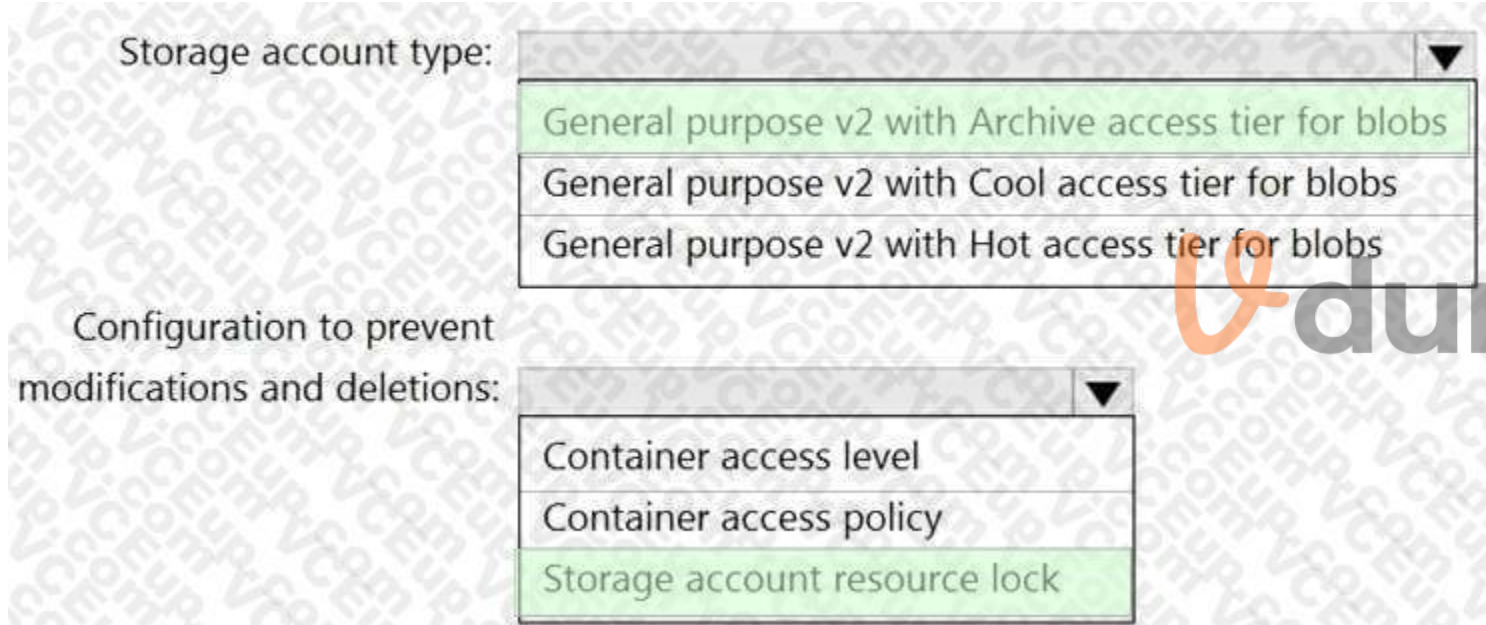 Storage account type:
General purpose v2 with Archive access tier for blobs
General purpose v2 with Cool access tier for blobs
General purpose v2 with Hot access tier for blobs
Configuration to prevent
modifications and deletions:
Container access level
Container access policy
Storage account resource lock